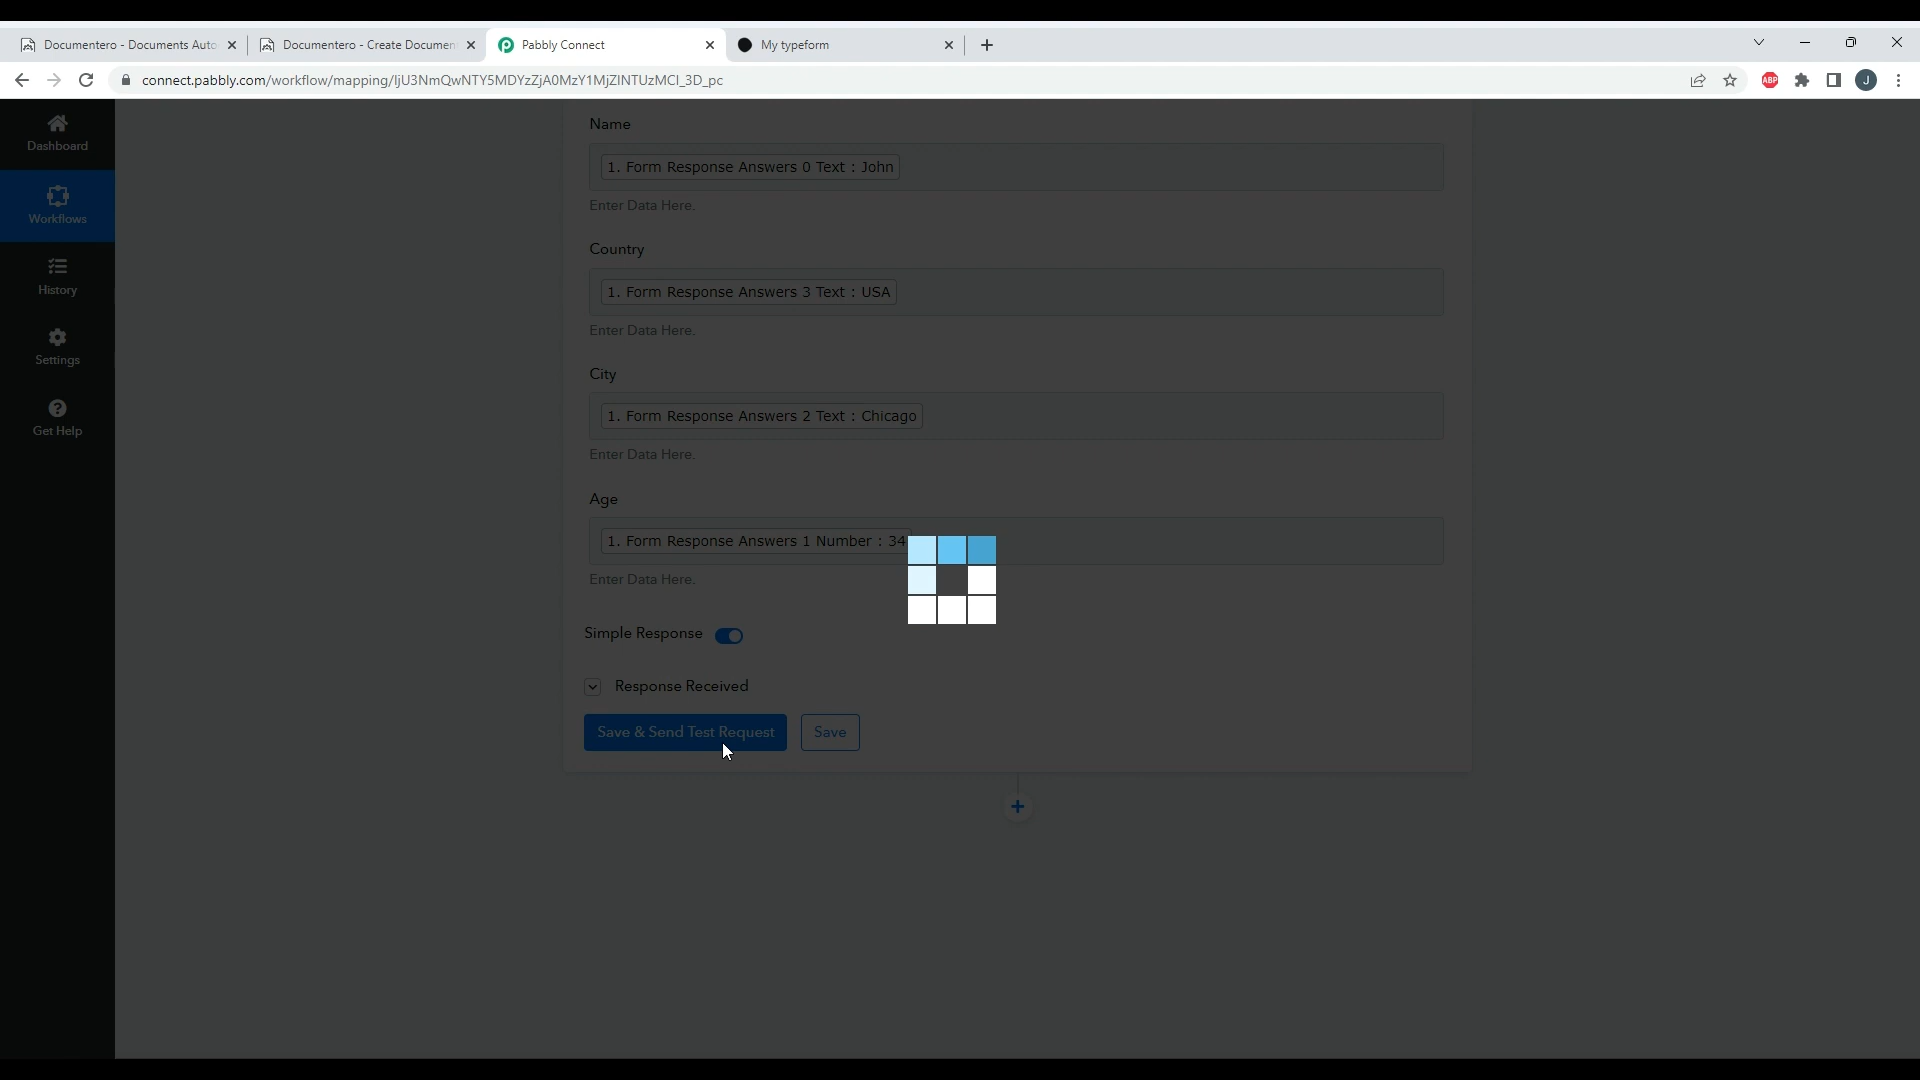 Documentero - Documents Auto
Documentero - Create Documen
Pabbly Connect
My typeform
connect.pabbly.com/workflow/mapping/IjU3NmQwNTY5MDYzZjA0MzY1MjZlNTUzMCI_3D_pc
ABP
J
Dashboard
Workflows
History
Settings
Get Help
Name
1. Form Response Answers 0 Text : John
Enter Data Here.
Country
1. Form Response Answers 3 Text : USA
Enter Data Here.
City
1. Form Response Answers 2 Text : Chicago
Enter Data Here.
Age
1. Form Response Answers 1 Number : 34
Enter Data Here.
Simple Response
Response Received
Save & Send Test Request
Save